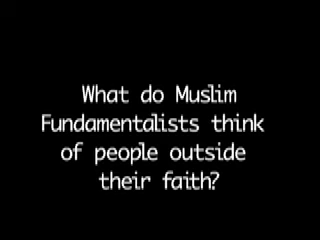 What do Muslim
Fundamentalists think
of people outside
their faith?